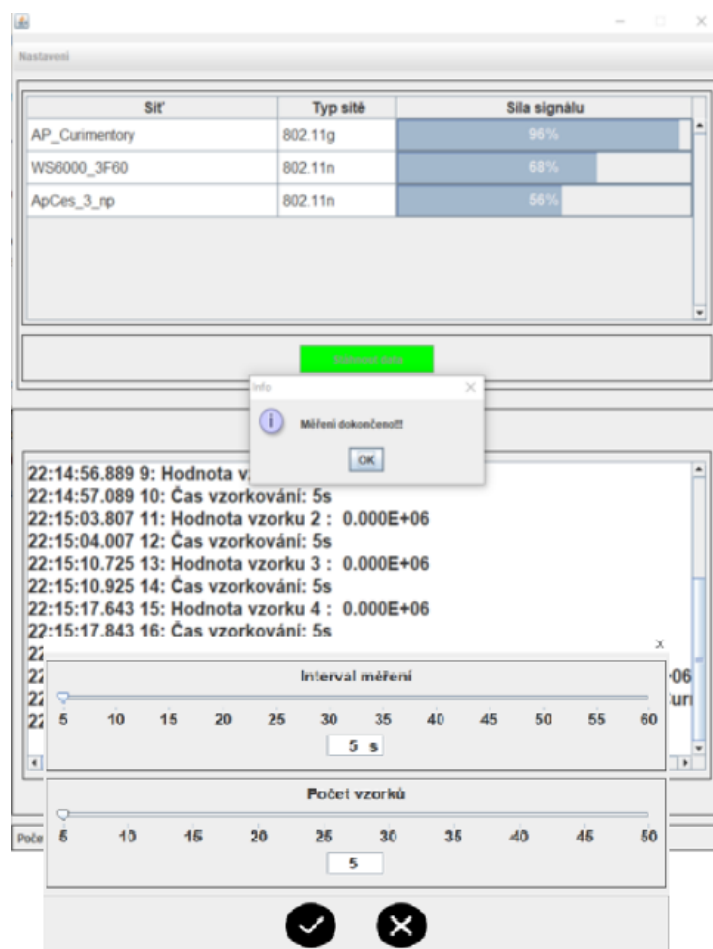 Nastavení
Síť Typ sítě Síla signálu
AP_Curimentory 802.11g 96%
WS6000_3F60 802.11n 68%
ApCes_3_np 802.11n 56%
Info X
Měření dokončeno!!!
OK
22:14:56.889 9: Hodnota v
22:14:57.089 10: Čas vzorkování: 5s
22:15:03.807 11: Hodnota vzorku 2 : 0.000E+06
22:15:04.007 12: Čas vzorkování: 5s
22:15:10.725 13: Hodnota vzorku 3 : 0.000E+06
22:15:10.925 14: Čas vzorkování: 5s
22:15:17.643 15: Hodnota vzorku 4 : 0.000E+06
22:15:17.843 16: Čas vzorkování: 5s
22
22 +06
22
22
Interval měření
5 10 15 20 25 30 35 40 45 50 55 60
5 s
Počet vzorků
5 10 15 20 25 30 35 40 45 50
5
Poče